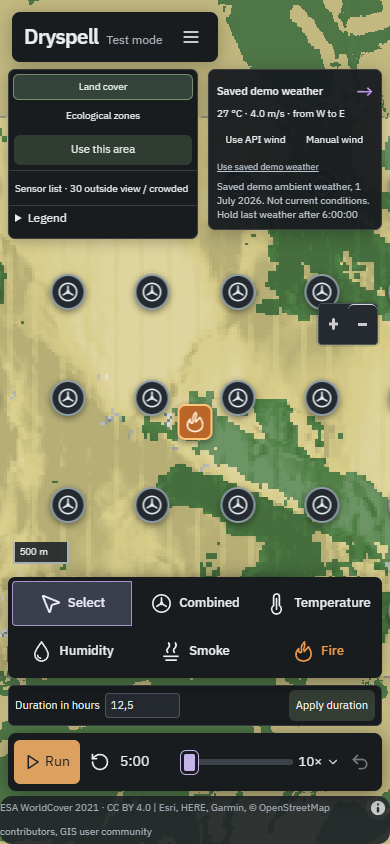 Dryspell Test mode
Land cover
Ecological zones
Use this area
Sensor list · 30 outside view / crowded
Legend
Saved demo weather
27 °C · 4.0 m/s · from W to E
Use API wind Manual wind
Use saved demo weather
Saved demo ambient weather, 1
July 2026. Not current conditions.
Hold last weather after 6:00:00
+ −
500 m
Select Combined Temperature
Humidity Smoke Fire
Duration in hours 12,5 Apply duration
Run 5:00 10×
ESA WorldCover 2021 · CC BY 4.0 | Esri, HERE, Garmin, © OpenStreetMap
contributors, GIS user community